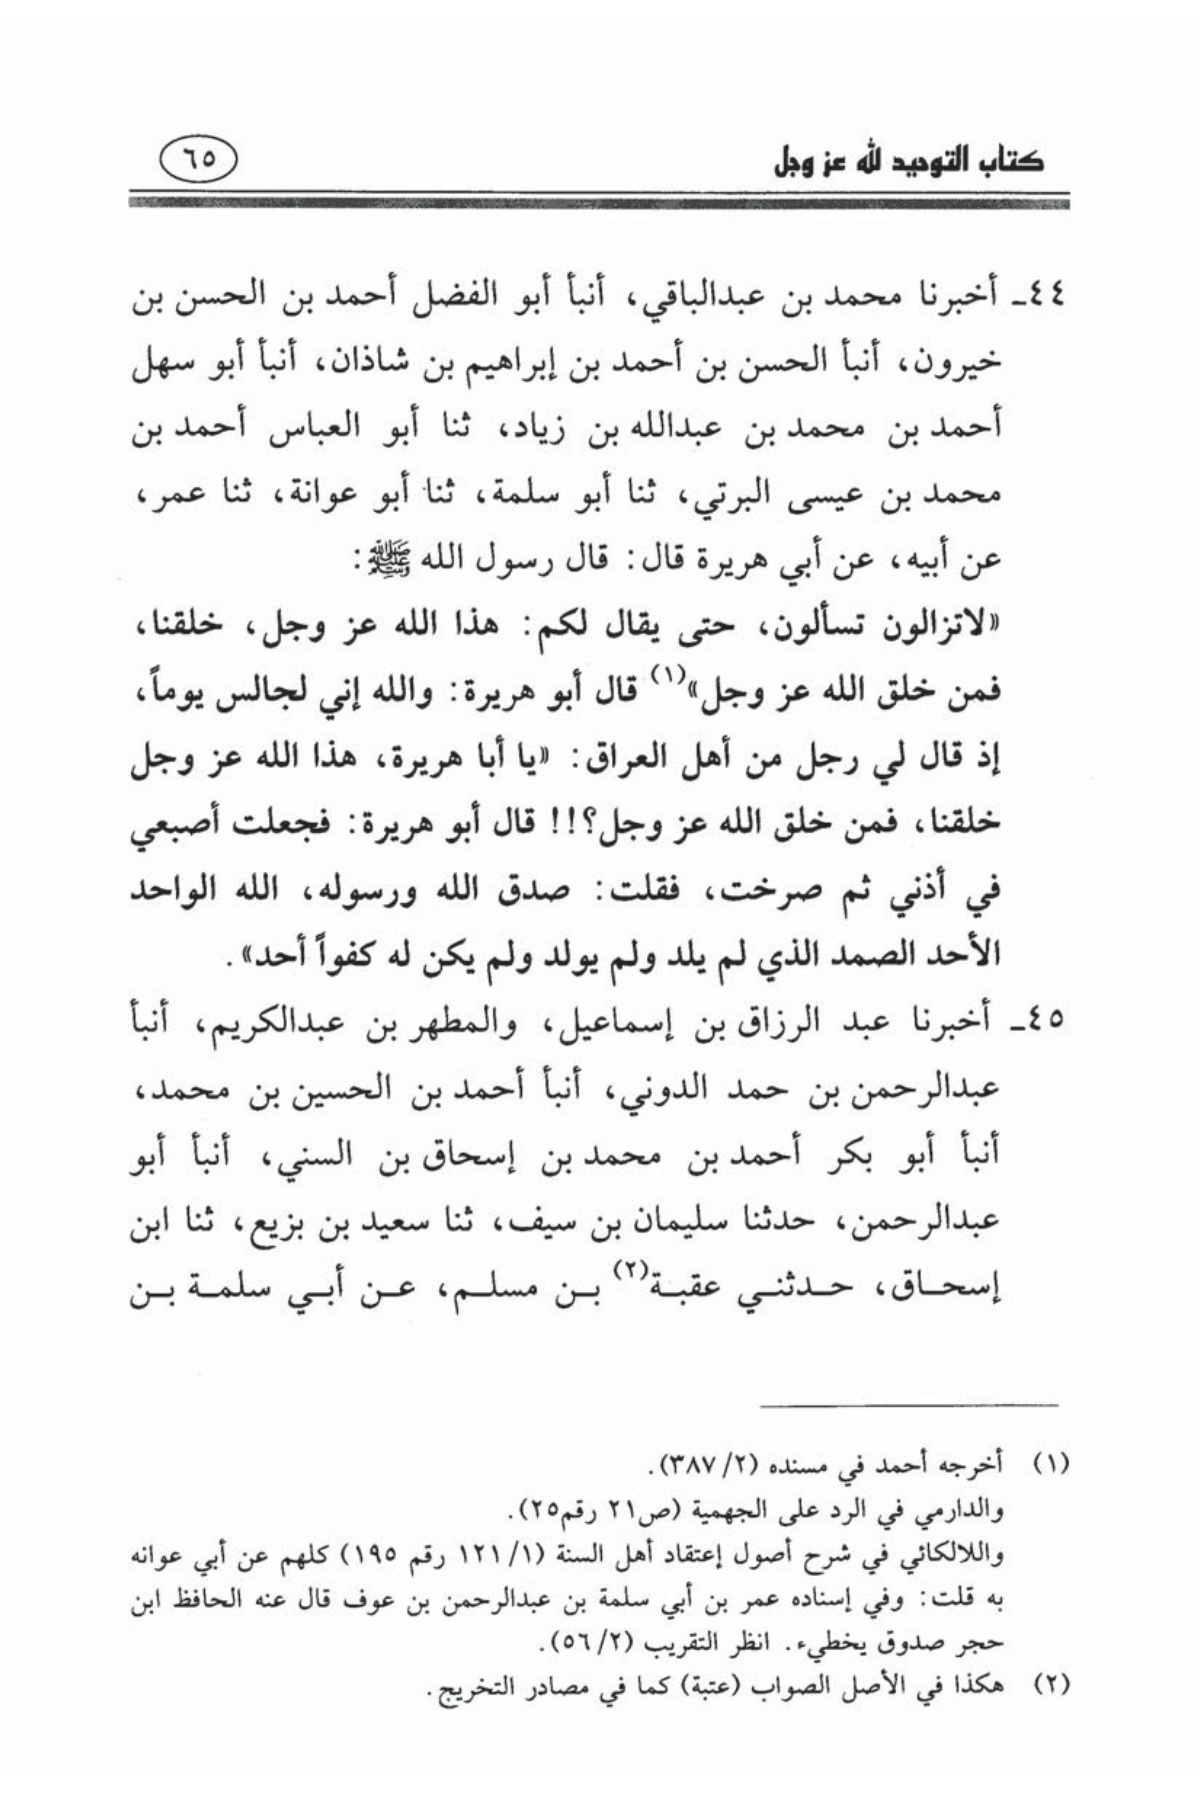 كتاب التوحيد لله عز وجل
٦٥
٤٤ـ أخبرنا محمد بن عبدالباقي، أنبأ أبو الفضل أحمد بن الحسن بن
خيرون، أنبأ الحسن بن أحمد بن إبراهيم بن شاذان، أنبأ أبو سهل
أحمد بن محمد بن عبدالله بن زياد، ثنا أبو العباس أحمد بن
محمد بن عيسى البرتي، ثنا أبو سلمة، ثنا أبو عوانة، ثنا عمر،
عن أبيه، عن أبي هريرة قال: قال رسول الله ﷺ:
«لاتزالون تسألون، حتى يقال لكم: هذا الله عز وجل، خلقنا،
فمن خلق الله عز وجل»(١) قال أبو هريرة: والله إني لجالس يوماً،
إذ قال لي رجل من أهل العراق: «يا أبا هريرة، هذا الله عز وجل
خلقنا، فمن خلق الله عز وجل؟!! قال أبو هريرة: فجعلت أصبعي
في أذني ثم صرخت، فقلت: صدق الله ورسوله، الله الواحد
الأحد الصمد الذي لم يلد ولم يولد ولم يكن له كفواً أحد».
٤٥ـ أخبرنا عبد الرزاق بن إسماعيل، والمطهر بن عبدالكريم، أنبأ
عبدالرحمن بن حمد الدوني، أنبأ أحمد بن الحسين بن محمد،
أنبأ أبو بكر أحمد بن محمد بن إسحاق بن السني، أنبأ أبو
عبدالرحمن، حدثنا سليمان بن سيف، ثنا سعيد بن بزيع، ثنا ابن
إسحـاق، حـدثنـي عقبـة(٢) بـن مسلـم، عـن أبـي سلمـة بـن
(١) أخرجه أحمد في مسنده (٢/ ٣٨٧).
والدارمي في الرد على الجهمية (ص٢١ رقم٢٥).
واللالكائي في شرح أصول إعتقاد أهل السنة (١/ ١٢١ رقم ١٩٥) كلهم عن أبي عوانه
به قلت: وفي إسناده عمر بن أبي سلمة بن عبدالرحمن بن عوف قال عنه الحافظ ابن
حجر صدوق يخطيء. انظر التقريب (٢/ ٥٦).
(٢) هكذا في الأصل الصواب (عتبة) كما في مصادر التخريج.